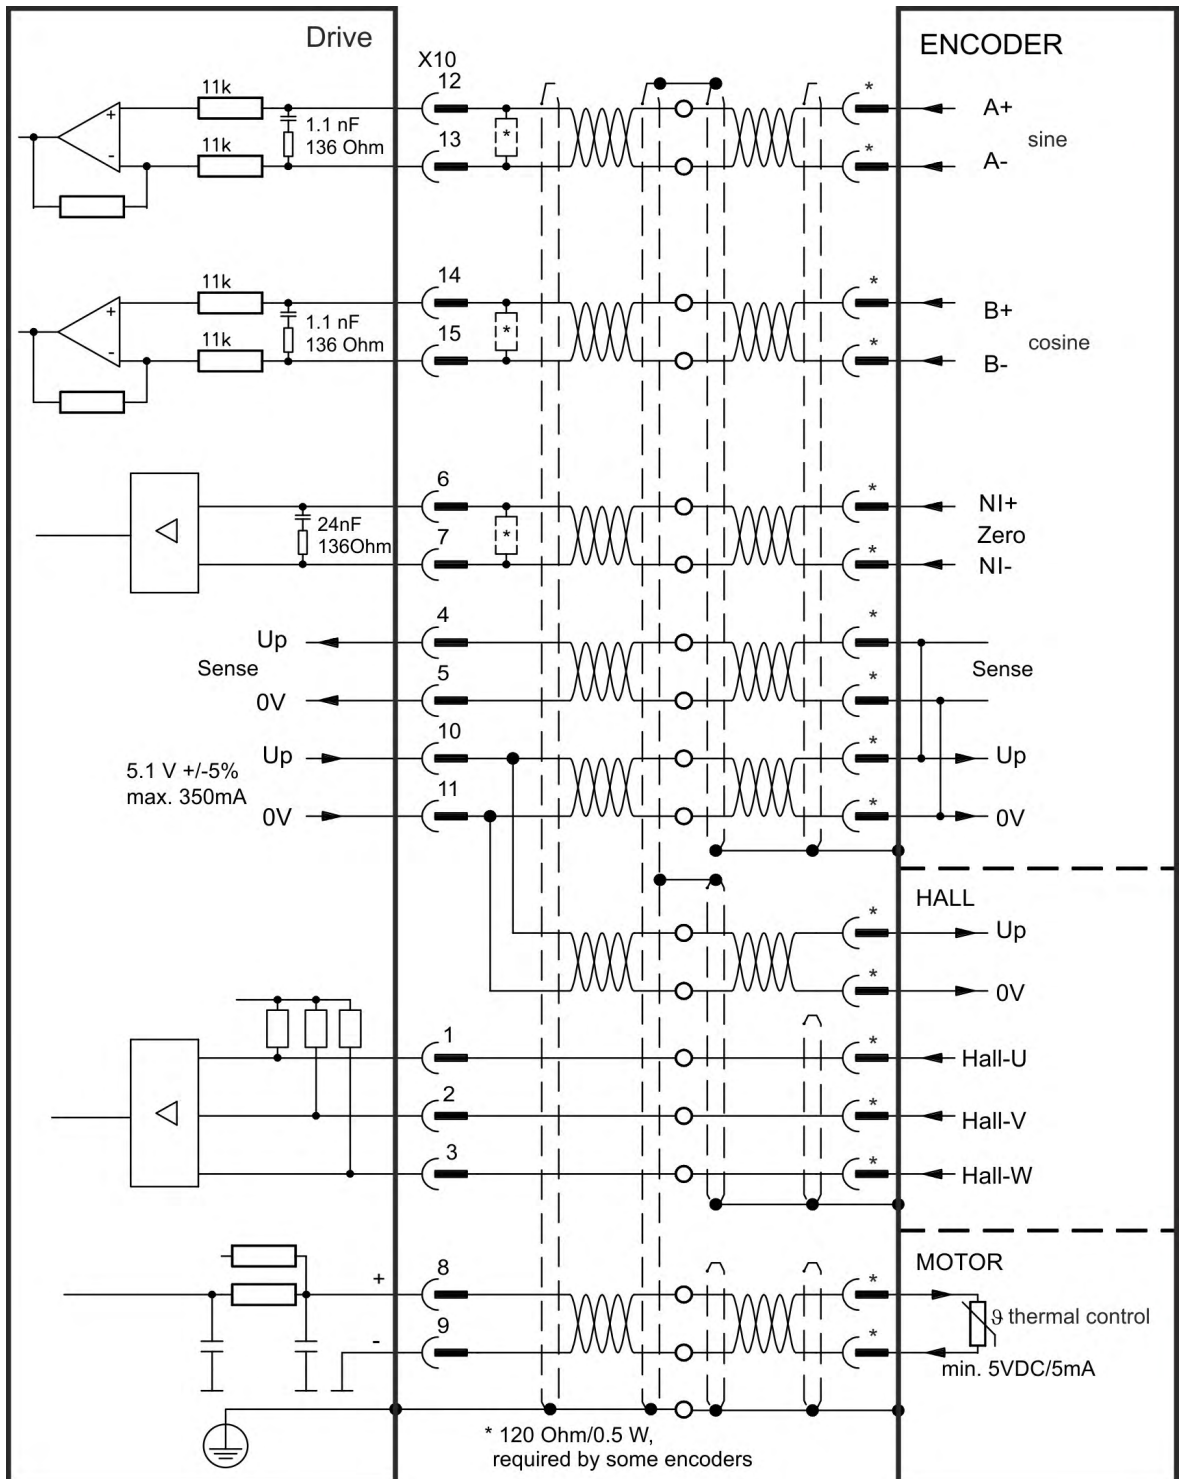 Drive
X10
ENCODER
11k
12
*
A+
+
1.1 nF
136 Ohm
*
sine
-
11k
13
*
A-
11k
14
*
B+
+
1.1 nF
136 Ohm
*
cosine
-
11k
15
*
B-
6
*
NI+
24nF
136Ohm
*
Zero
7
*
NI-
Up
4
*
Sense
Sense
0V
5
*
Up
10
*
Up
5.1 V +/-5%
max. 350mA
0V
11
*
0V
HALL
*
Up
*
0V
1
*
Hall-U
2
*
Hall-V
3
*
Hall-W
MOTOR
+
8
*
ϑ thermal control
-
9
*
min. 5VDC/5mA
* 120 Ohm/0.5 W,
required by some encoders